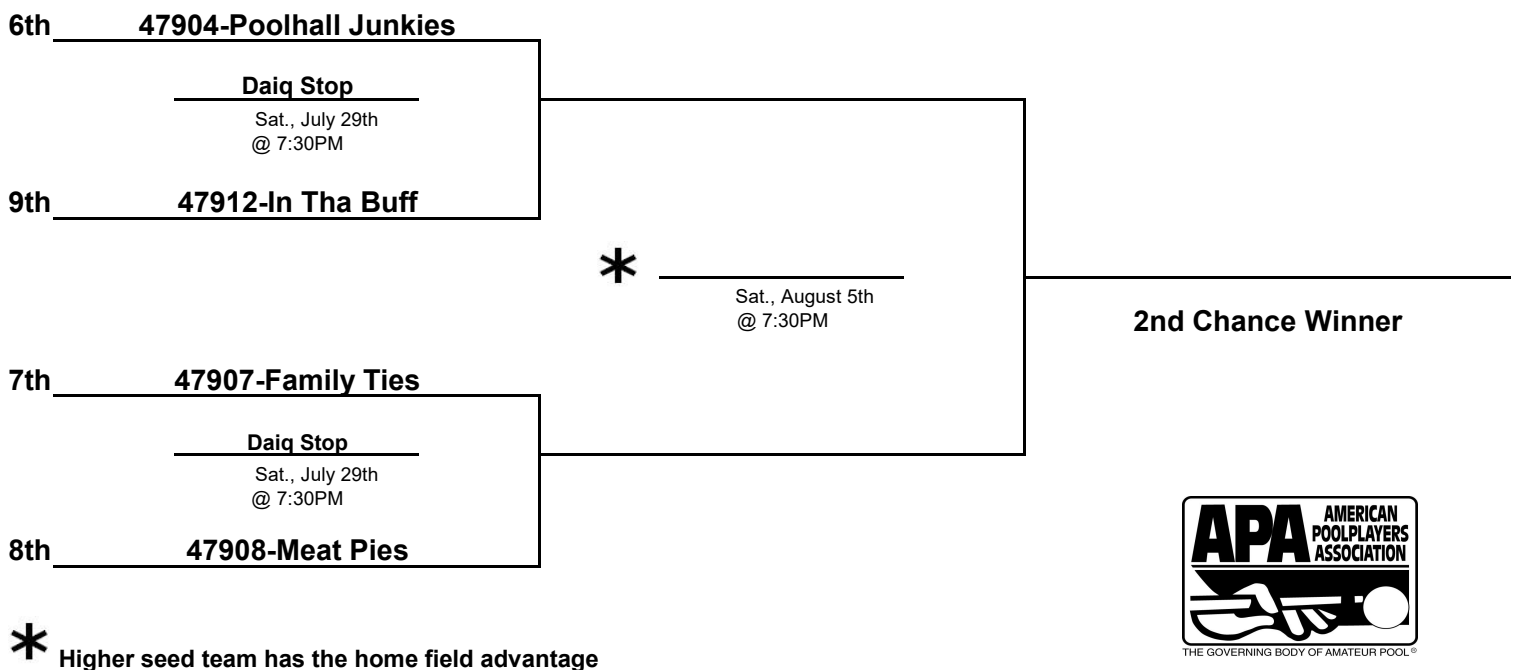 6th 47904-Poolhall Junkies
Daiq Stop
Sat., July 29th
@ 7:30PM
9th 47912-In Tha Buff
* 
Sat., August 5th
@ 7:30PM
2nd Chance Winner
7th 47907-Family Ties
Daiq Stop
Sat., July 29th
@ 7:30PM
8th 47908-Meat Pies
* Higher seed team has the home field advantage
APA AMERICAN
POOLPLAYERS
ASSOCIATION
THE GOVERNING BODY OF AMATEUR POOL®